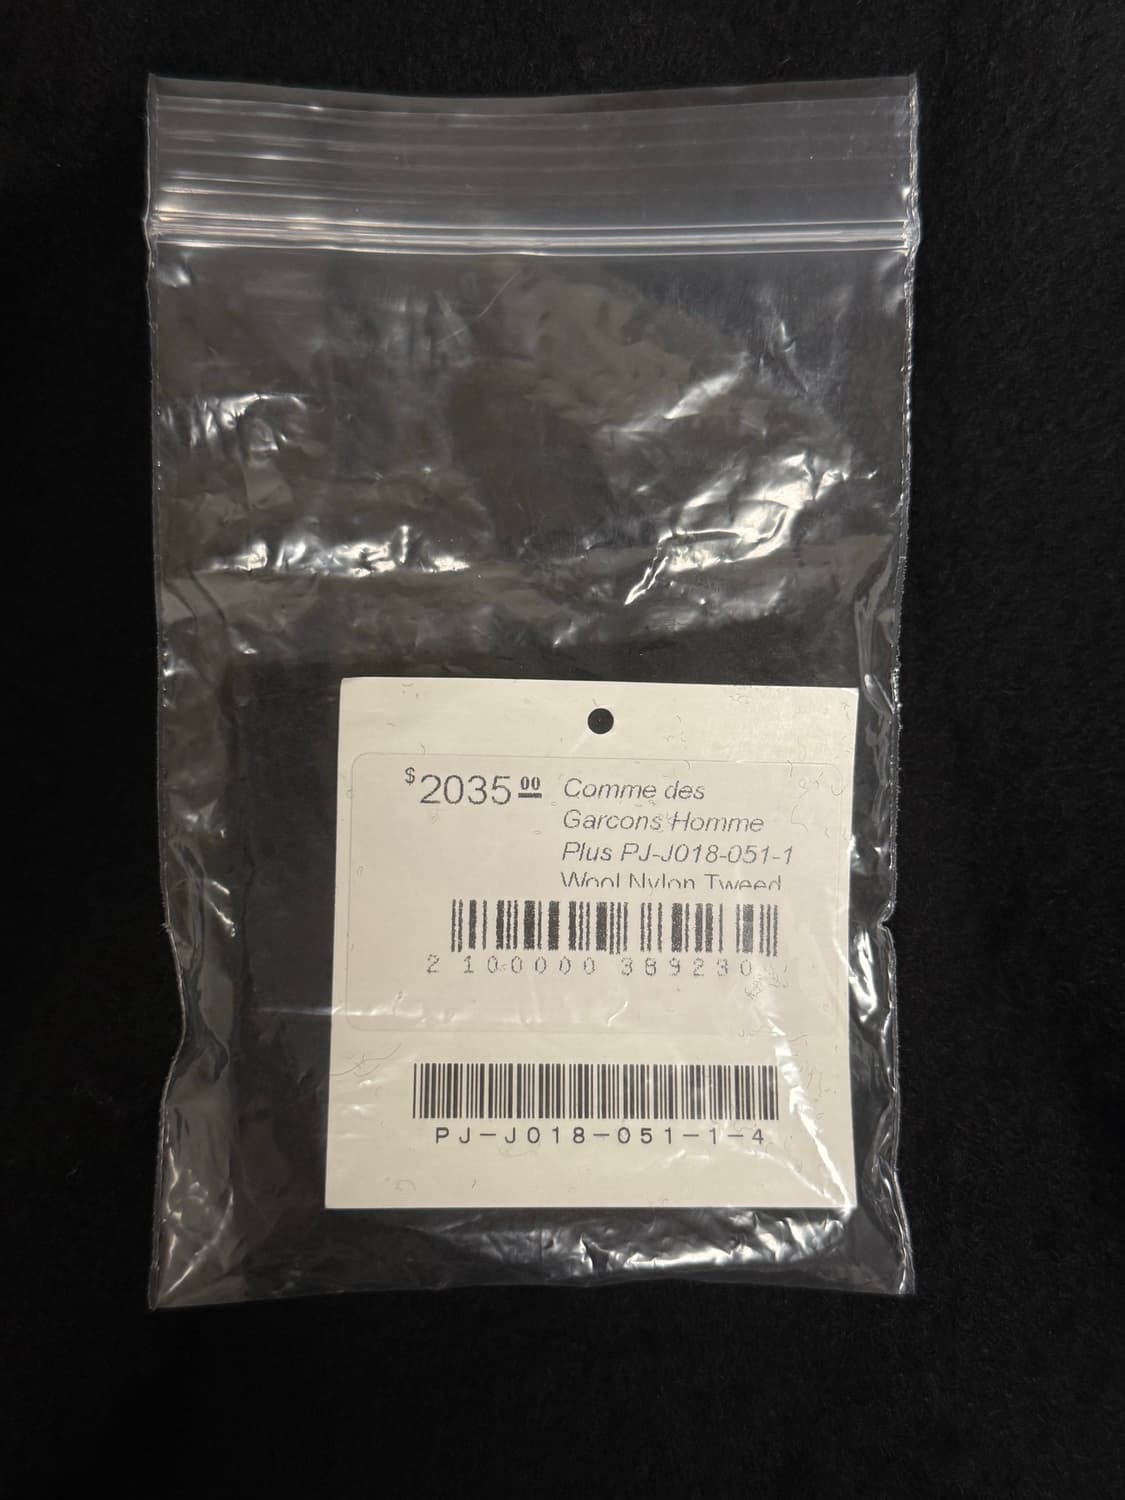 $2035 00
Comme des
Garcons Homme
Plus PJ-J018-051-1
Wool Nylon Tweed
2 100000 389230
PJ-J018-051-1-4